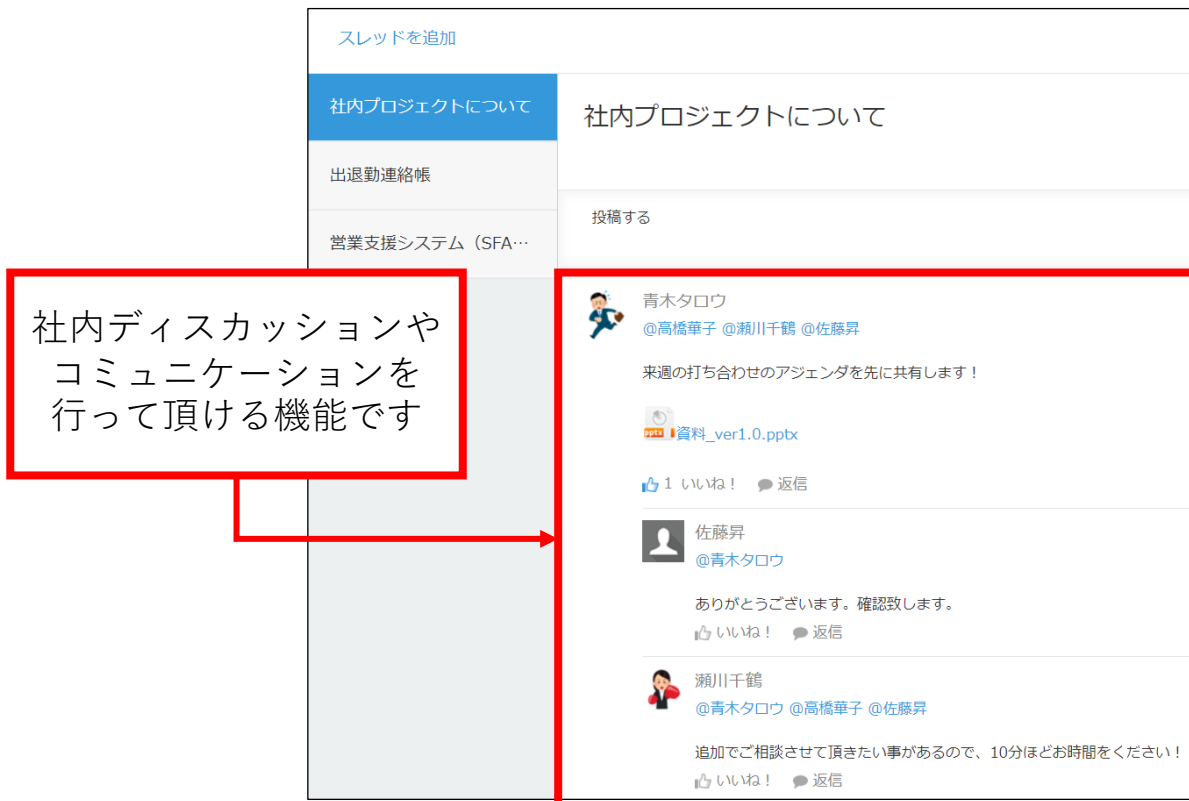 スレッドを追加
社内プロジェクトについて
出退勤連絡帳
営業支援システム（SFA…
社内ディスカッションや
コミュニケーションを
行って頂ける機能です
社内プロジェクトについて
投稿する
青木タロウ
@高橋華子 @瀬川千鶴 @佐藤昇
来週の打ち合わせのアジェンダを先に共有します！
pptx 資料_ver1.0.pptx
1 いいね！ 返信
佐藤昇
@青木タロウ
ありがとうございます。確認致します。
いいね！ 返信
瀬川千鶴
@青木タロウ @高橋華子 @佐藤昇
追加でご相談させて頂きたい事があるので、10分ほどお時間をください！
いいね！ 返信